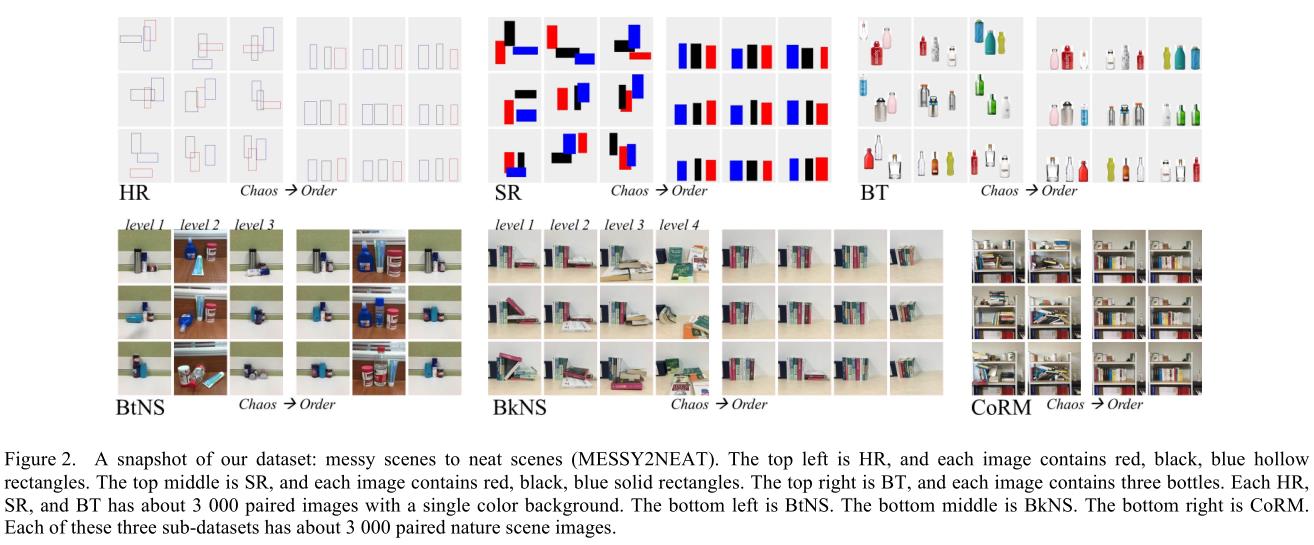 HR
Chaos → Order
SR
Chaos → Order
BT
Chaos → Order
level 1 level 2 level 3
level 1 level 2 level 3 level 4
BtNS
Chaos → Order
BkNS
Chaos → Order
CoRM
Chaos → Order
Figure 2. A snapshot of our dataset: messy scenes to neat scenes (MESSY2NEAT). The top left is HR, and each image contains red, black, blue hollow
rectangles. The top middle is SR, and each image contains red, black, blue solid rectangles. The top right is BT, and each image contains three bottles. Each HR,
SR, and BT has about 3 000 paired images with a single color background. The bottom left is BtNS. The bottom middle is BkNS. The bottom right is CoRM.
Each of these three sub-datasets has about 3 000 paired nature scene images.